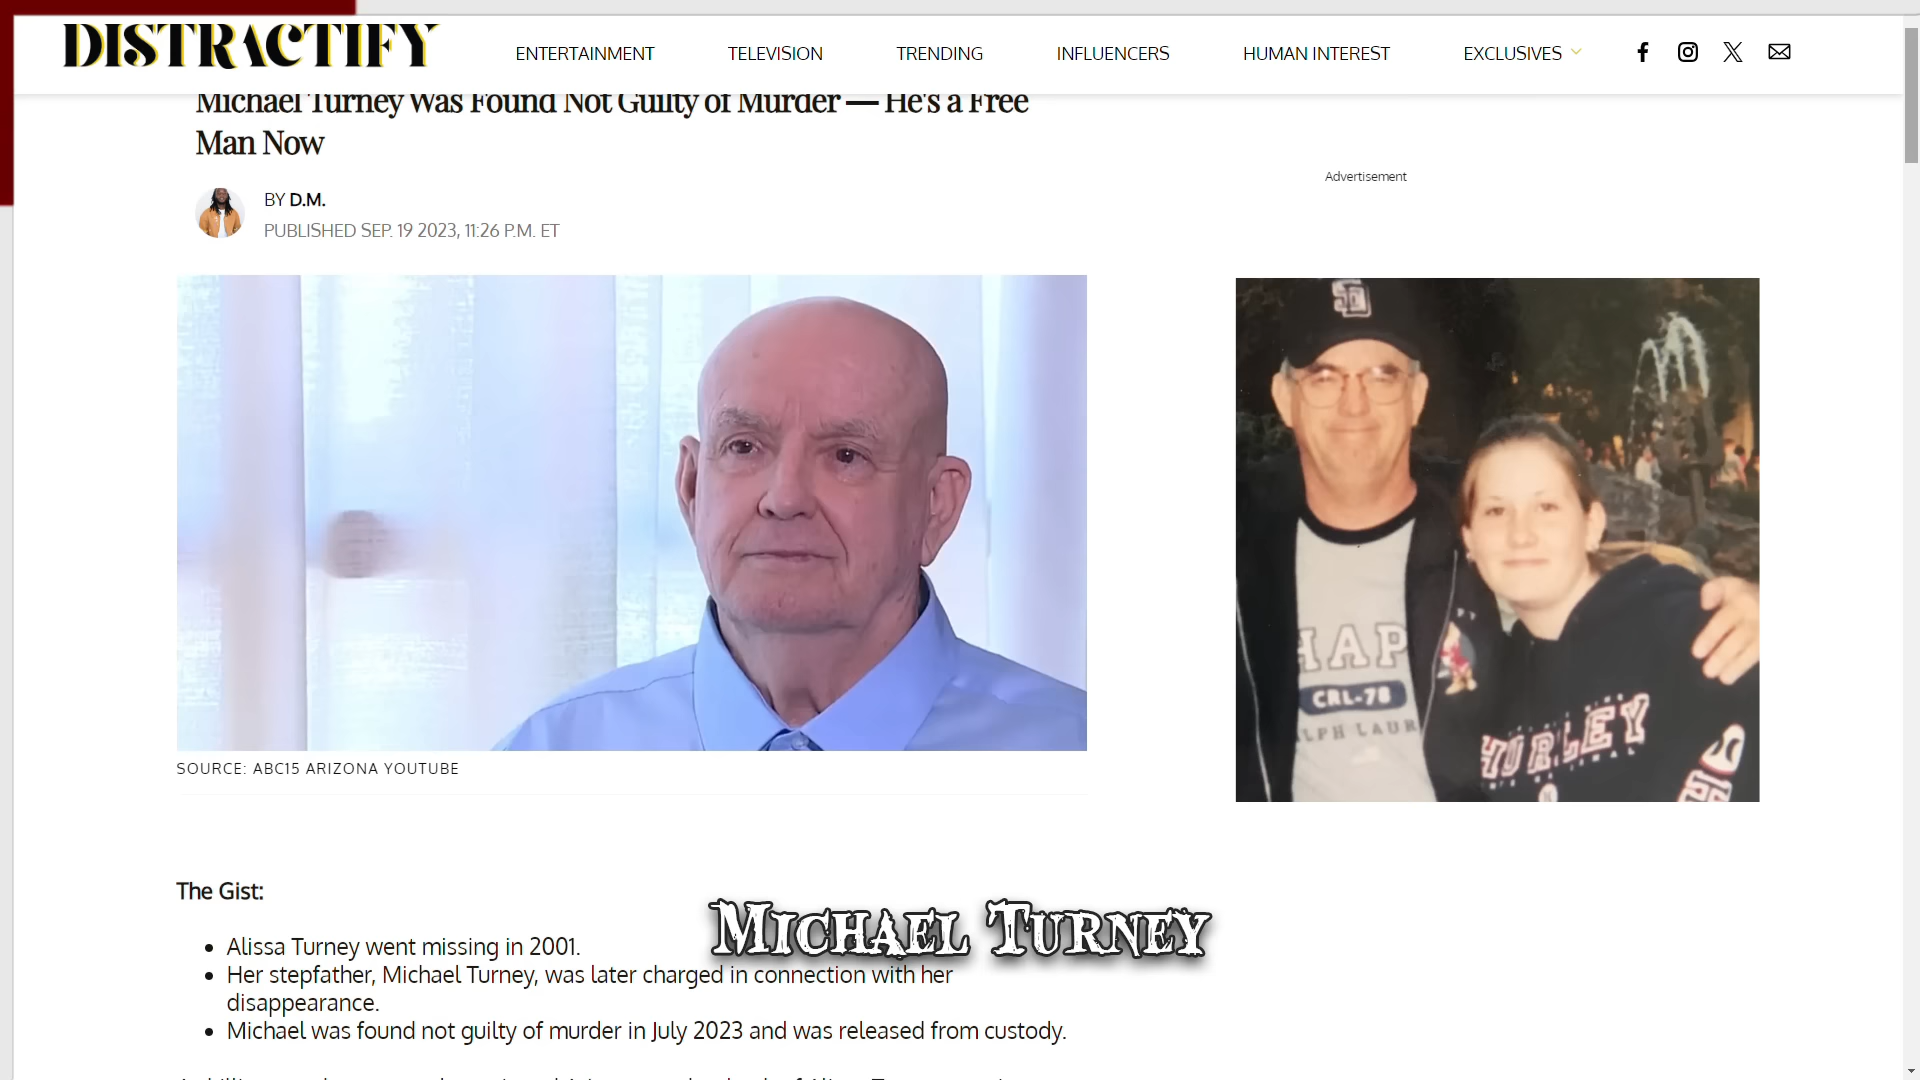 DISTRACTIFY
ENTERTAINMENT TELEVISION TRENDING INFLUENCERS HUMAN INTEREST EXCLUSIVES
Michael Turney Was Found Not Guilty of Murder — He's a Free
Man Now
BY D.M.
PUBLISHED SEP. 19 2023, 11:26 P.M. ET
Advertisement
SD
HAP
CRL-78
LPH LAUR
HURLEY
SOURCE: ABC15 ARIZONA YOUTUBE
The Gist:
Michael Turney
• Alissa Turney went missing in 2001.
• Her stepfather, Michael Turney, was later charged in connection with her
disappearance.
• Michael was found not guilty of murder in July 2023 and was released from custody.